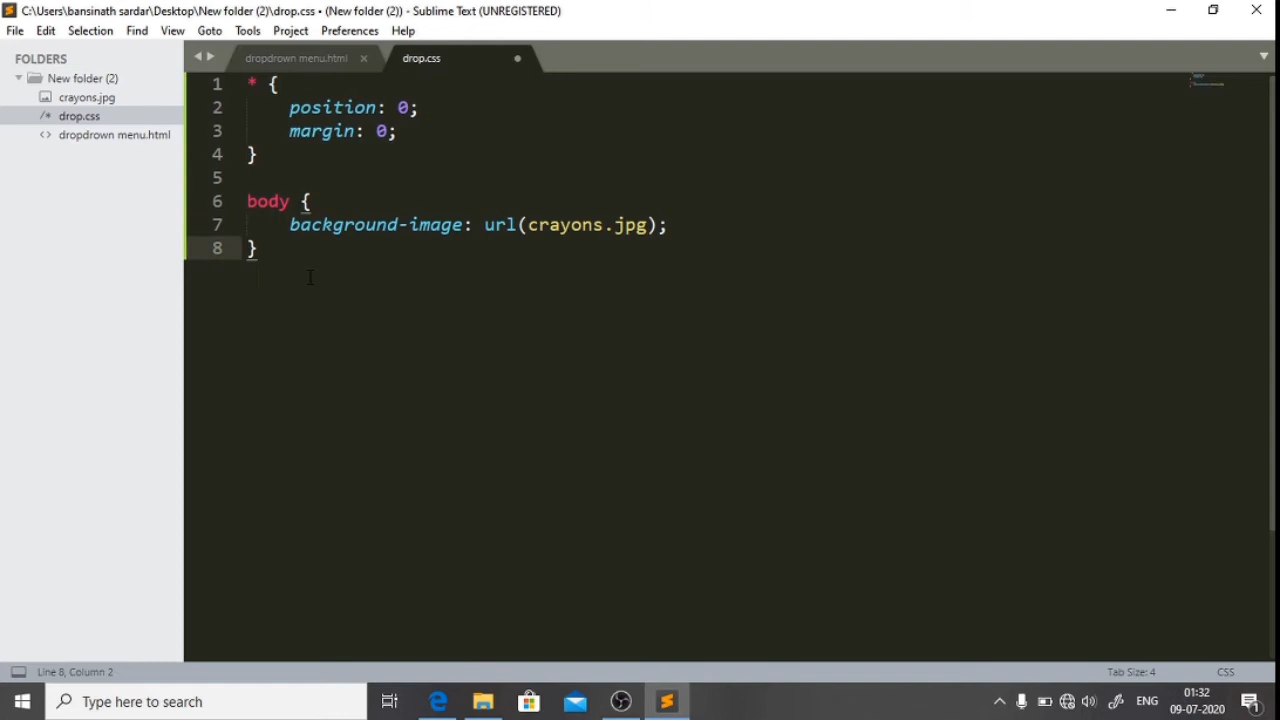 C:\Users\bansinath sardar\Desktop\New folder (2)\drop.css • (New folder (2)) - Sublime Text (UNREGISTERED)
File Edit Selection Find View Goto Tools Project Preferences Help
FOLDERS
New folder (2)
crayons.jpg
/* drop.css
<> dropdrown menu.html
dropdrown menu.html × drop.css
1 * {
2 position: 0;
3 margin: 0;
4 }
5
6 body {
7 background-image: url(crayons.jpg);
8 }
Line 8, Column 2 Tab Size: 4 CSS
Type here to search
ENG
01:32
09-07-2020
1